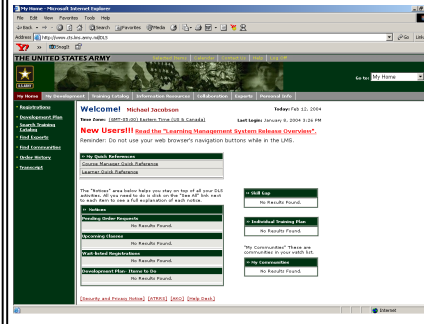 My Home - Microsoft Internet Explorer
File Edit View Favorites Tools Help
Back Search Favorites Media
Address http://www.dls.lms.army.mil/DLS Go Links
SnagIt
THE UNITED STATES ARMY
Calendar | Contact Us | Help | Log Off
U.S. ARMY
Go to: My Home
My Home | My Development | Training Catalog | Information Resources | Collaboration | Experts | Personal Info
Registrations
Development Plan
Search Training Catalog
Find Experts
Find Communities
Order History
Transcript
Welcome! Michael Jacobson Today: Feb 12, 2004
Time Zone: (GMT-05:00) Eastern Time (US & Canada) Last Login: January 8, 2004 3:26 PM
New Users!!! Read the "Learning Management System Release Overview".
Reminder: Do not use your web browser's navigation buttons while in the LMS.
» My Quick References
Course Manager Quick Reference
Learner Quick Reference
The "Notices" area below helps you stay on top of all your DLS
activities. All you need to do is click on the "See All" link next
to each item to see a full explanation of each notice.
» Notices
Pending Order Requests
No Results Found.
Upcoming Classes
No Results Found.
Wait-listed Registrations
No Results Found.
Development Plan- Items to Do
No Results Found.
» Skill Gap
No Results Found.
» Individual Training Plan
No Results Found.
"My Communities" These are
communities in your watch list.
» My Communities
No Results Found.
[Security and Privacy Notice] [ATRRS] [AKO] [Help Desk]
Internet